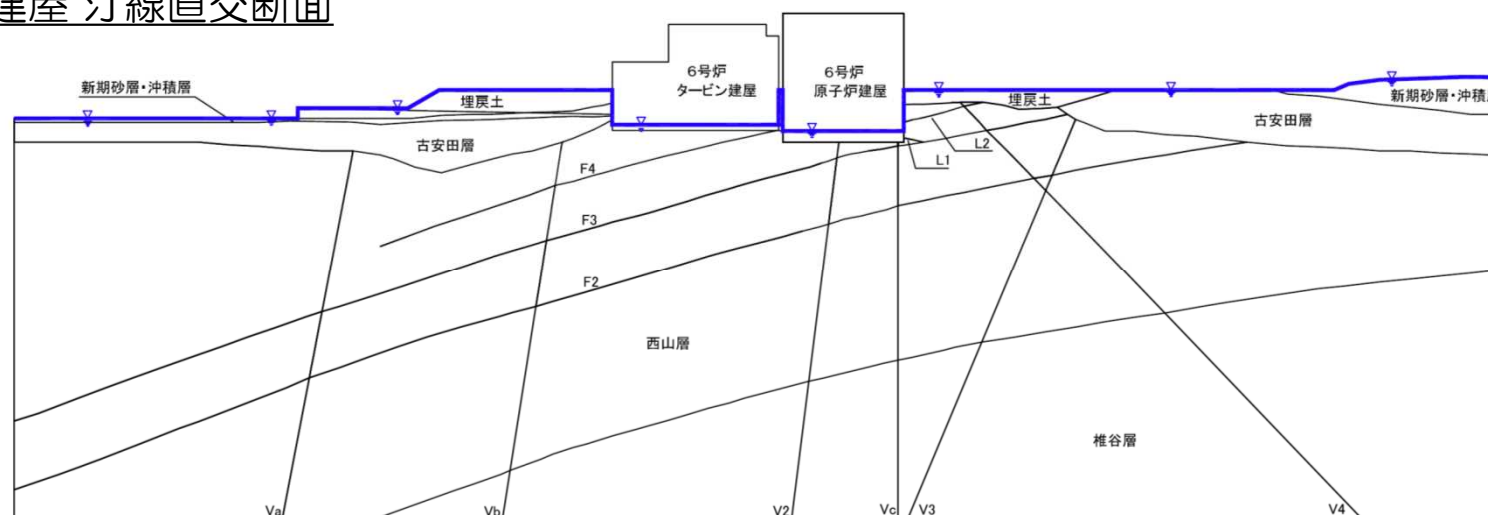 建屋 汀線直交断面
新期砂層・沖積層
埋戻土
6号炉
タービン建屋
6号炉
原子炉建屋
埋戻土
新期砂層・沖積
古安田層
古安田層
L2
L1
F4
F3
F2
西山層
椎谷層
Va
Vb
V2
Vc
V3
V4